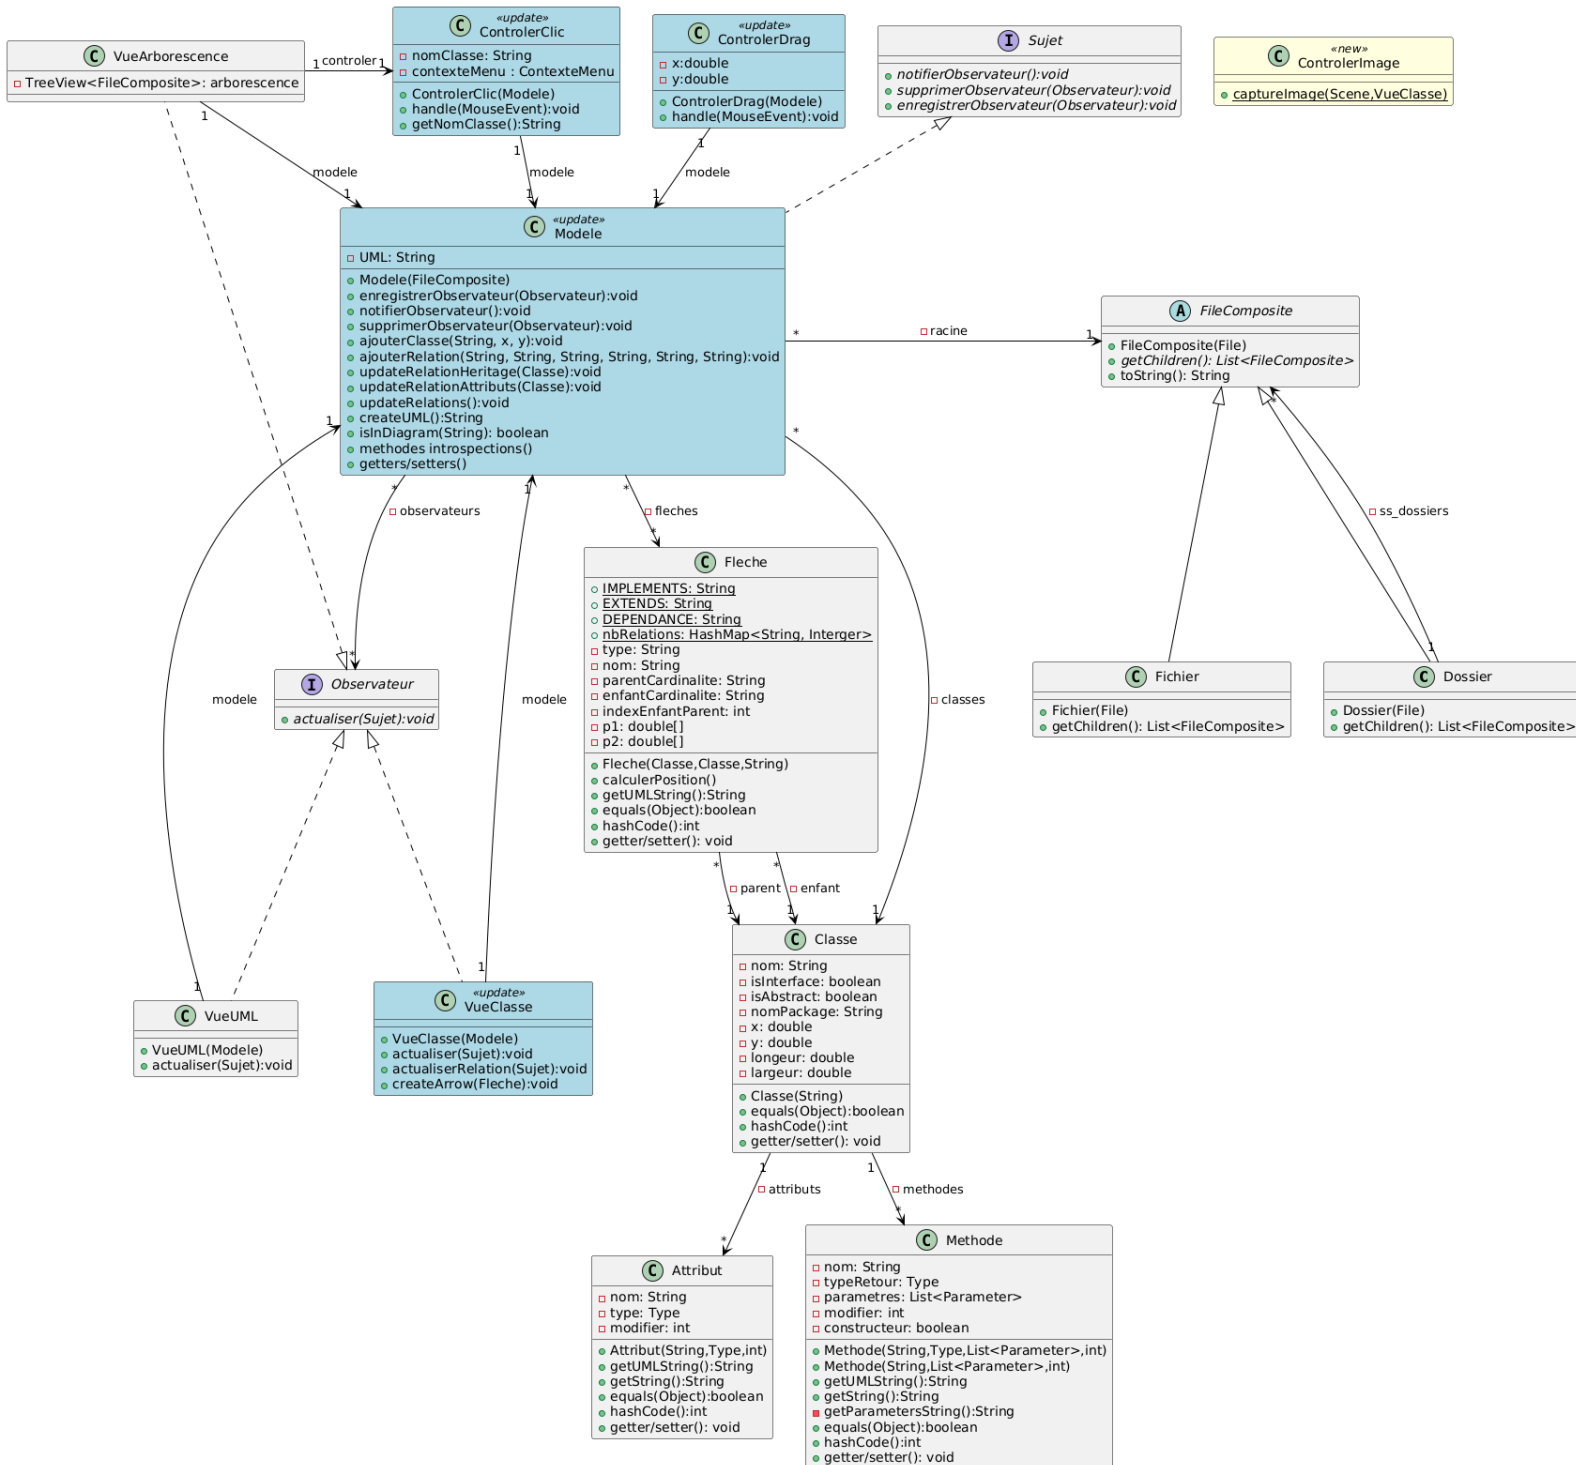 C VueArborescence
TreeView<FileComposite>: arborescence
1 controler 1
C «update»
ControlerClic
nomClasse: String
contexteMenu : ContexteMenu
ControlerClic(Modele)
handle(MouseEvent):void
getNomClasse():String
C «update»
ControlerDrag
x:double
y:double
ControlerDrag(Modele)
handle(MouseEvent):void
I Sujet
notifierObservateur():void
supprimerObservateur(Observateur):void
enregistrerObservateur(Observateur):void
C «new»
ControlerImage
captureImage(Scene,VueClasse)
1
modele
1
1
modele
1
1
modele
1
C «update»
Modele
UML: String
Modele(FileComposite)
enregistrerObservateur(Observateur):void
notifierObservateur():void
supprimerObservateur(Observateur):void
ajouterClasse(String, x, y):void
ajouterRelation(String, String, String, String, String, String):void
updateRelationHeritage(Classe):void
updateRelationAttributs(Classe):void
updateRelations():void
createUML():String
isInDiagram(String): boolean
methodes introspections()
getters/setters()
* racine 1
A FileComposite
FileComposite(File)
getChildren(): List<FileComposite>
toString(): String
*
ss_dossiers
1
C Fichier
Fichier(File)
getChildren(): List<FileComposite>
C Dossier
Dossier(File)
getChildren(): List<FileComposite>
1
modele
1
*
observateurs
*
1
modele
1
*
fleches
*
*
classes
1
I Observateur
actualiser(Sujet):void
C Fleche
IMPLEMENTS: String
EXTENDS: String
DEPENDANCE: String
nbRelations: HashMap<String, Interger>
type: String
nom: String
parentCardinalite: String
enfantCardinalite: String
indexEnfantParent: int
p1: double[]
p2: double[]
Fleche(Classe,Classe,String)
calculerPosition()
getUMLString():String
equals(Object):boolean
hashCode():int
getter/setter(): void
*
parent
1
*
enfant
1
C VueUML
VueUML(Modele)
actualiser(Sujet):void
C «update»
VueClasse
VueClasse(Modele)
actualiser(Sujet):void
actualiserRelation(Sujet):void
createArrow(Fleche):void
C Classe
nom: String
isInterface: boolean
isAbstract: boolean
nomPackage: String
x: double
y: double
longeur: double
largeur: double
Classe(String)
equals(Object):boolean
hashCode():int
getter/setter(): void
1
attributs
*
1
methodes
*
C Attribut
nom: String
type: Type
modifier: int
Attribut(String,Type,int)
getUMLString():String
getString():String
equals(Object):boolean
hashCode():int
getter/setter(): void
C Methode
nom: String
typeRetour: Type
parametres: List<Parameter>
modifier: int
constructeur: boolean
Methode(String,Type,List<Parameter>,int)
Methode(String,List<Parameter>,int)
getUMLString():String
getString():String
getParametersString():String
equals(Object):boolean
hashCode():int
getter/setter(): void